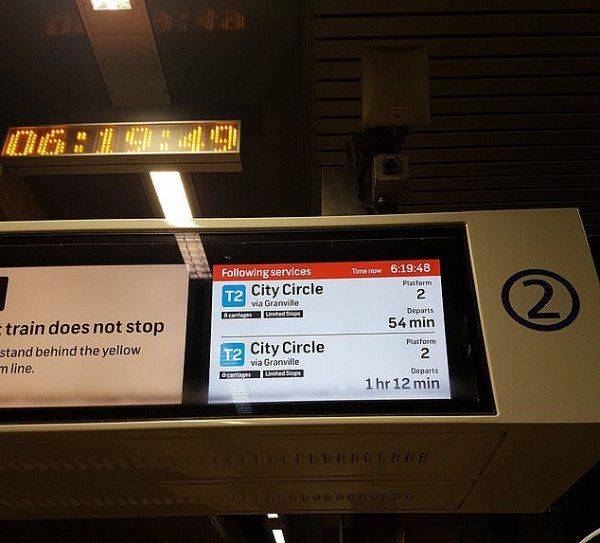 06:19:49
train does not stop
stand behind the yellow
line.
Following services Time now 6:19:48
T2 City Circle
via Granville
8 carriages Limited Stops
Platform
2
Departs
54 min
T2 City Circle
via Granville
8 carriages Limited Stops
Platform
2
Departs
1 hr 12 min
2